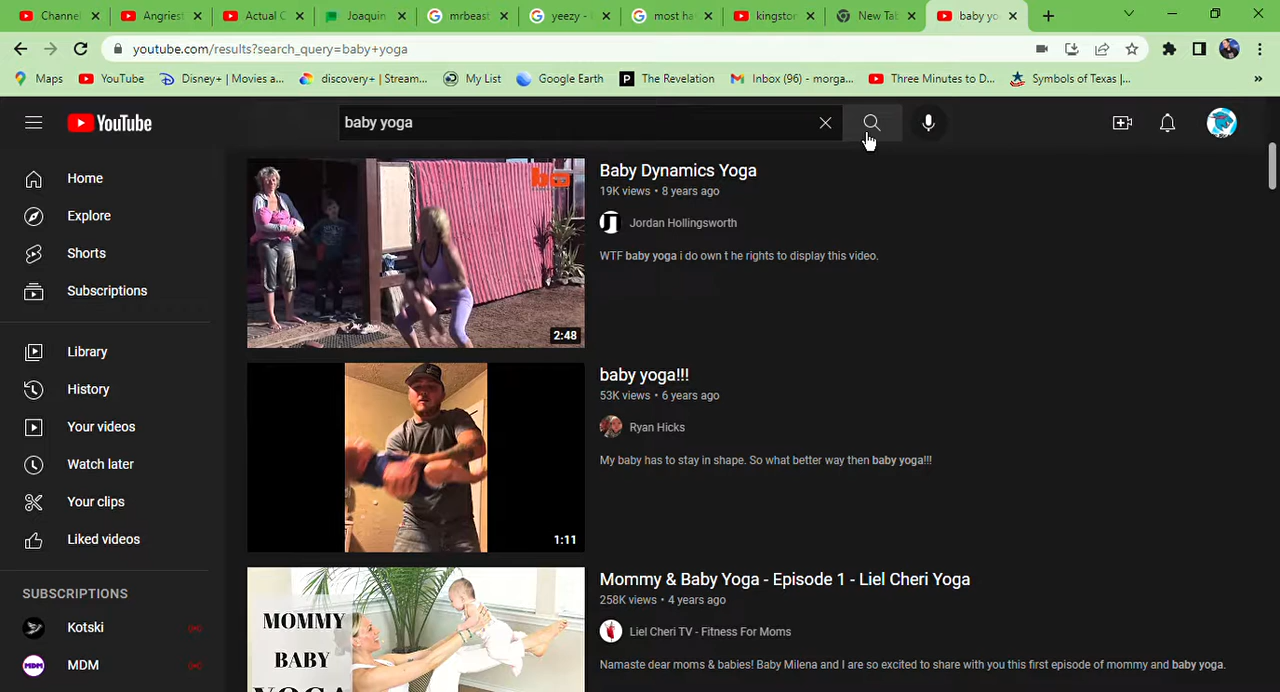 Channel
Angriest
Actual C
Joaquin
mrbeast
yeezy -
most ha
kingston
New Tab
baby yo
youtube.com/results?search_query=baby+yoga
Maps
YouTube
Disney+ | Movies a...
discovery+ | Stream...
My List
Google Earth
P The Revelation
Inbox (96) - morga...
Three Minutes to D...
Symbols of Texas |...
»
YouTube
baby yoga
Home
Explore
Shorts
Subscriptions
Library
History
Your videos
Watch later
Your clips
Liked videos
SUBSCRIPTIONS
Kotski
MDM MDM
2:48
Baby Dynamics Yoga
19K views • 8 years ago
Jordan Hollingsworth
WTF baby yoga i do own t he rights to display this video.
1:11
baby yoga!!!
53K views • 6 years ago
Ryan Hicks
My baby has to stay in shape. So what better way then baby yoga!!!
MOMMY
BABY
YOGA
Mommy & Baby Yoga - Episode 1 - Liel Cheri Yoga
258K views • 4 years ago
Liel Cheri TV - Fitness For Moms
Namaste dear moms & babies! Baby Milena and I are so excited to share with you this first episode of mommy and baby yoga.